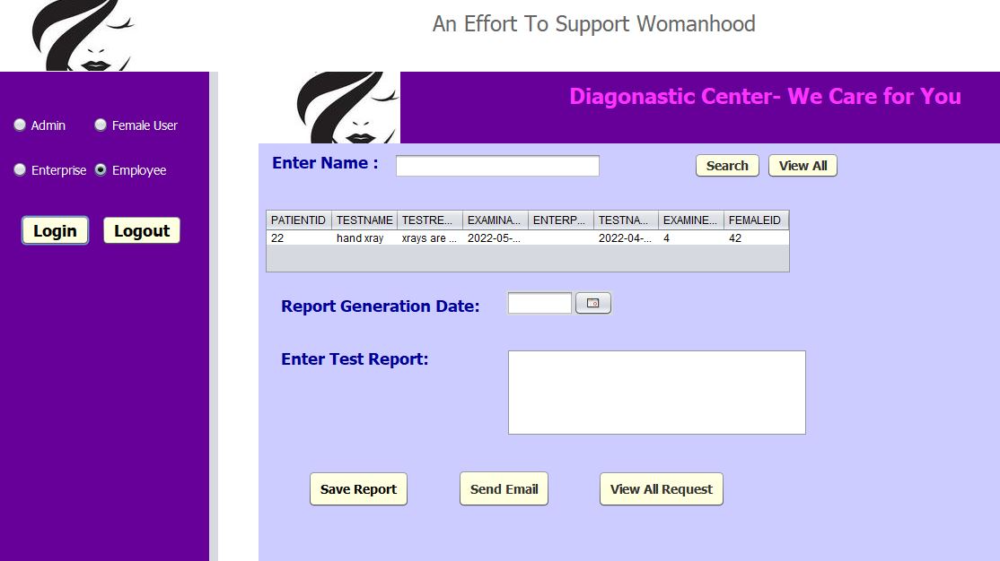 An Effort To Support Womanhood
Diagonastic Center- We Care for You
Admin Female User
Enterprise Employee
Login Logout
Enter Name :
Search View All
PATIENTID TESTNAME TESTRE... EXAMINA... ENTERP... TESTNA... EXAMINE... FEMALEID
22 hand xray xrays are ... 2022-05-... 2022-04-... 4 42
Report Generation Date:
Enter Test Report:
Save Report Send Email View All Request